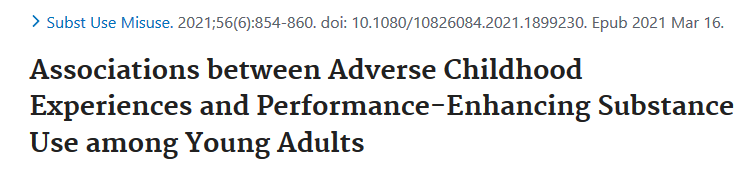 Subst Use Misuse. 2021;56(6):854-860. doi: 10.1080/10826084.2021.1899230. Epub 2021 Mar 16.
Associations between Adverse Childhood
Experiences and Performance-Enhancing Substance
Use among Young Adults